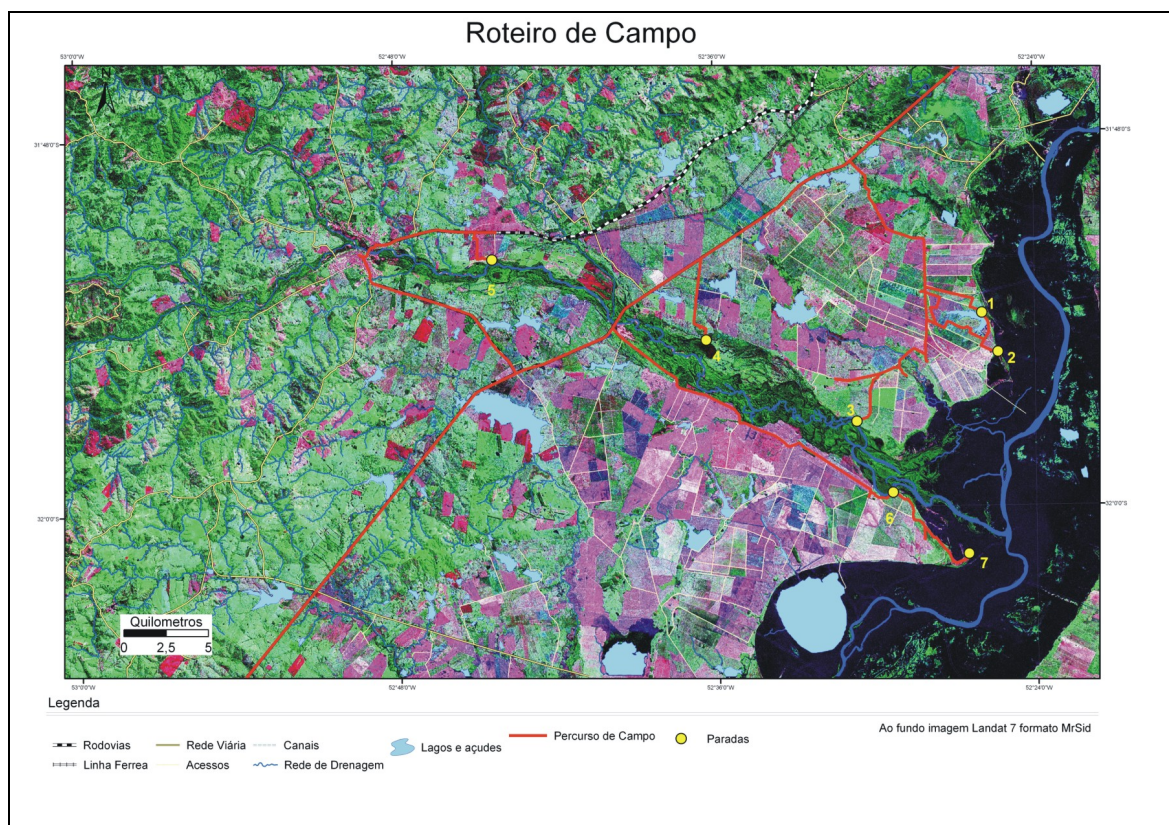 Roteiro de Campo
53°0'0"W
52°48'0"W
52°36'0"W
52°24'0"W
31°48'0"S
31°48'0"S
1
2
3
4
5
6
7
32°0'0"S
32°0'0"S
Quilometros
0 2,5 5
53°0'0"W
52°48'0"W
52°36'0"W
52°24'0"W
Legenda
Rodovias
Rede Viária
Canais
Lagos e açudes
Percurso de Campo
Paradas
Ao fundo imagem Landat 7 formato MrSid
Linha Ferrea
Acessos
Rede de Drenagem